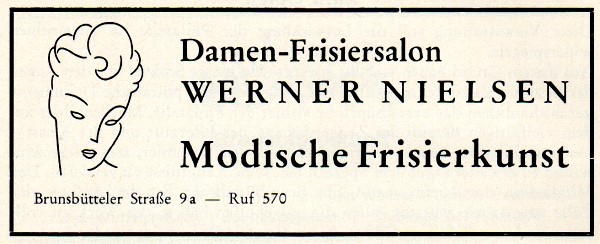 Damen-Frisiersalon
WERNER NIELSEN
Modische Frisierkunst
Brunsbütteler Straße 9a — Ruf 570